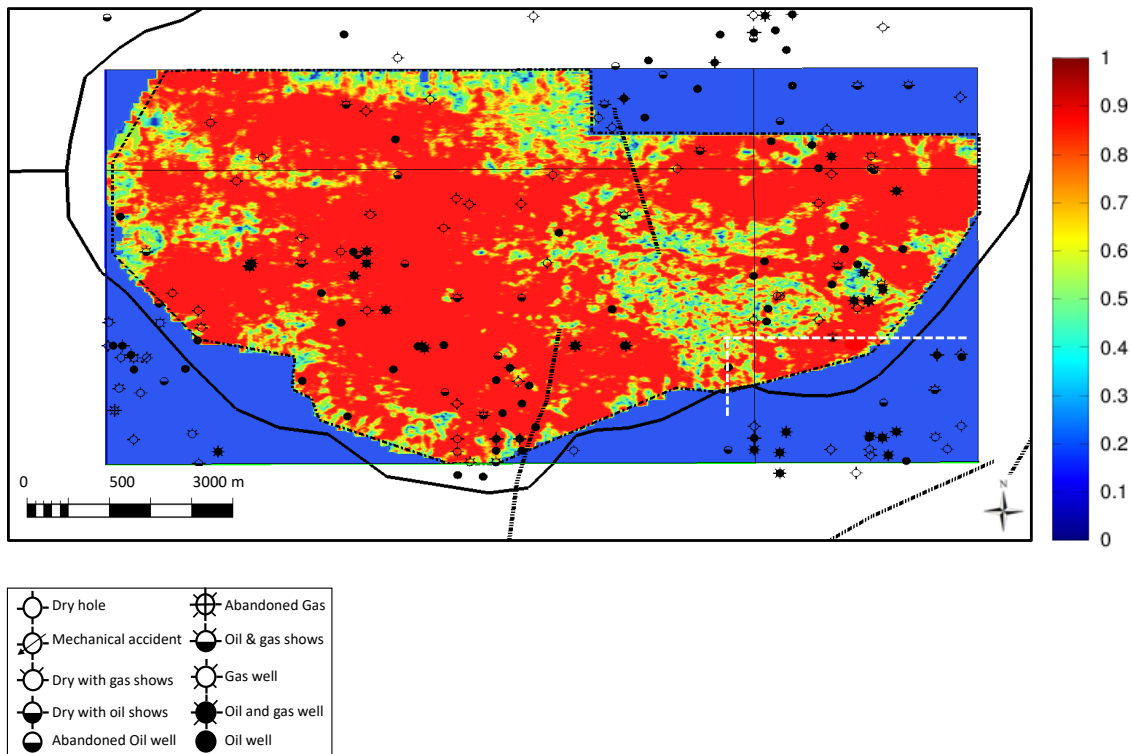 1
0.9
0.8
0.7
0.6
0.5
0.4
0.3
0.2
0.1
0
0 500 3000 m
N
Dry hole
Abandoned Gas
Mechanical accident
Oil & gas shows
Dry with gas shows
Gas well
Dry with oil shows
Oil and gas well
Abandoned Oil well
Oil well